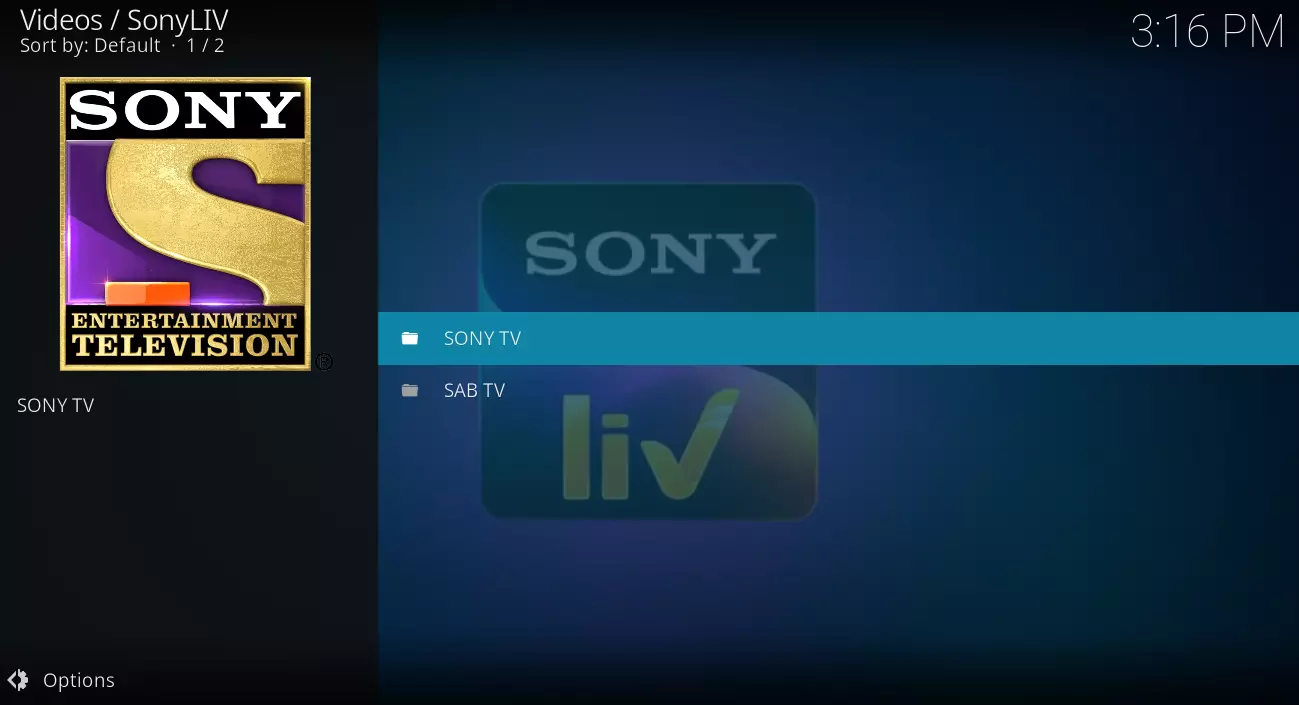 Videos / SonyLIV
Sort by: Default · 1 / 2
3:16 PM
SONY
ENTERTAINMENT
TELEVISION
®
SONY TV
SONY
liv
SONY TV
SAB TV
Options